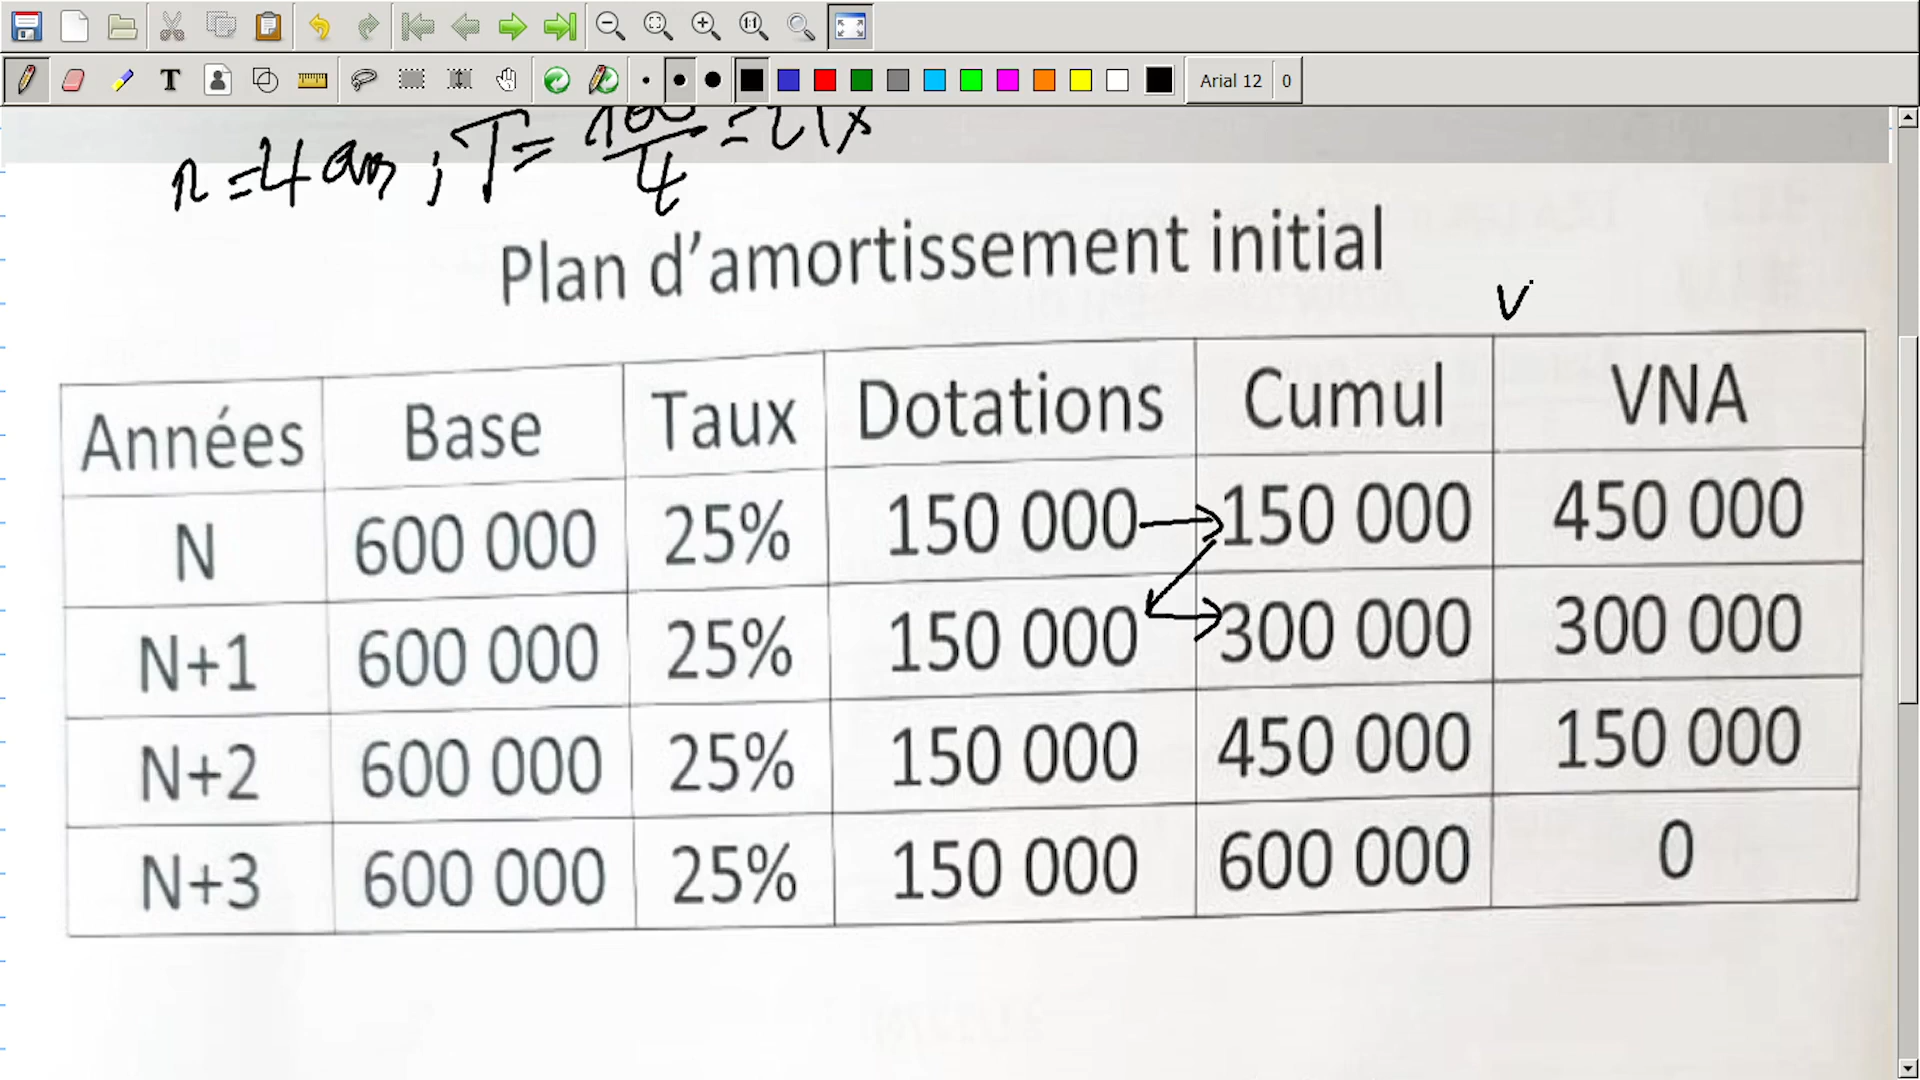 Arial 12 0
n=4 ans ; T= 100/4 =25%
Plan d'amortissement initial
V
Années Base Taux Dotations Cumul VNA
N 600 000 25% 150 000 150 000 450 000
N+1 600 000 25% 150 000 300 000 300 000
N+2 600 000 25% 150 000 450 000 150 000
N+3 600 000 25% 150 000 600 000 0